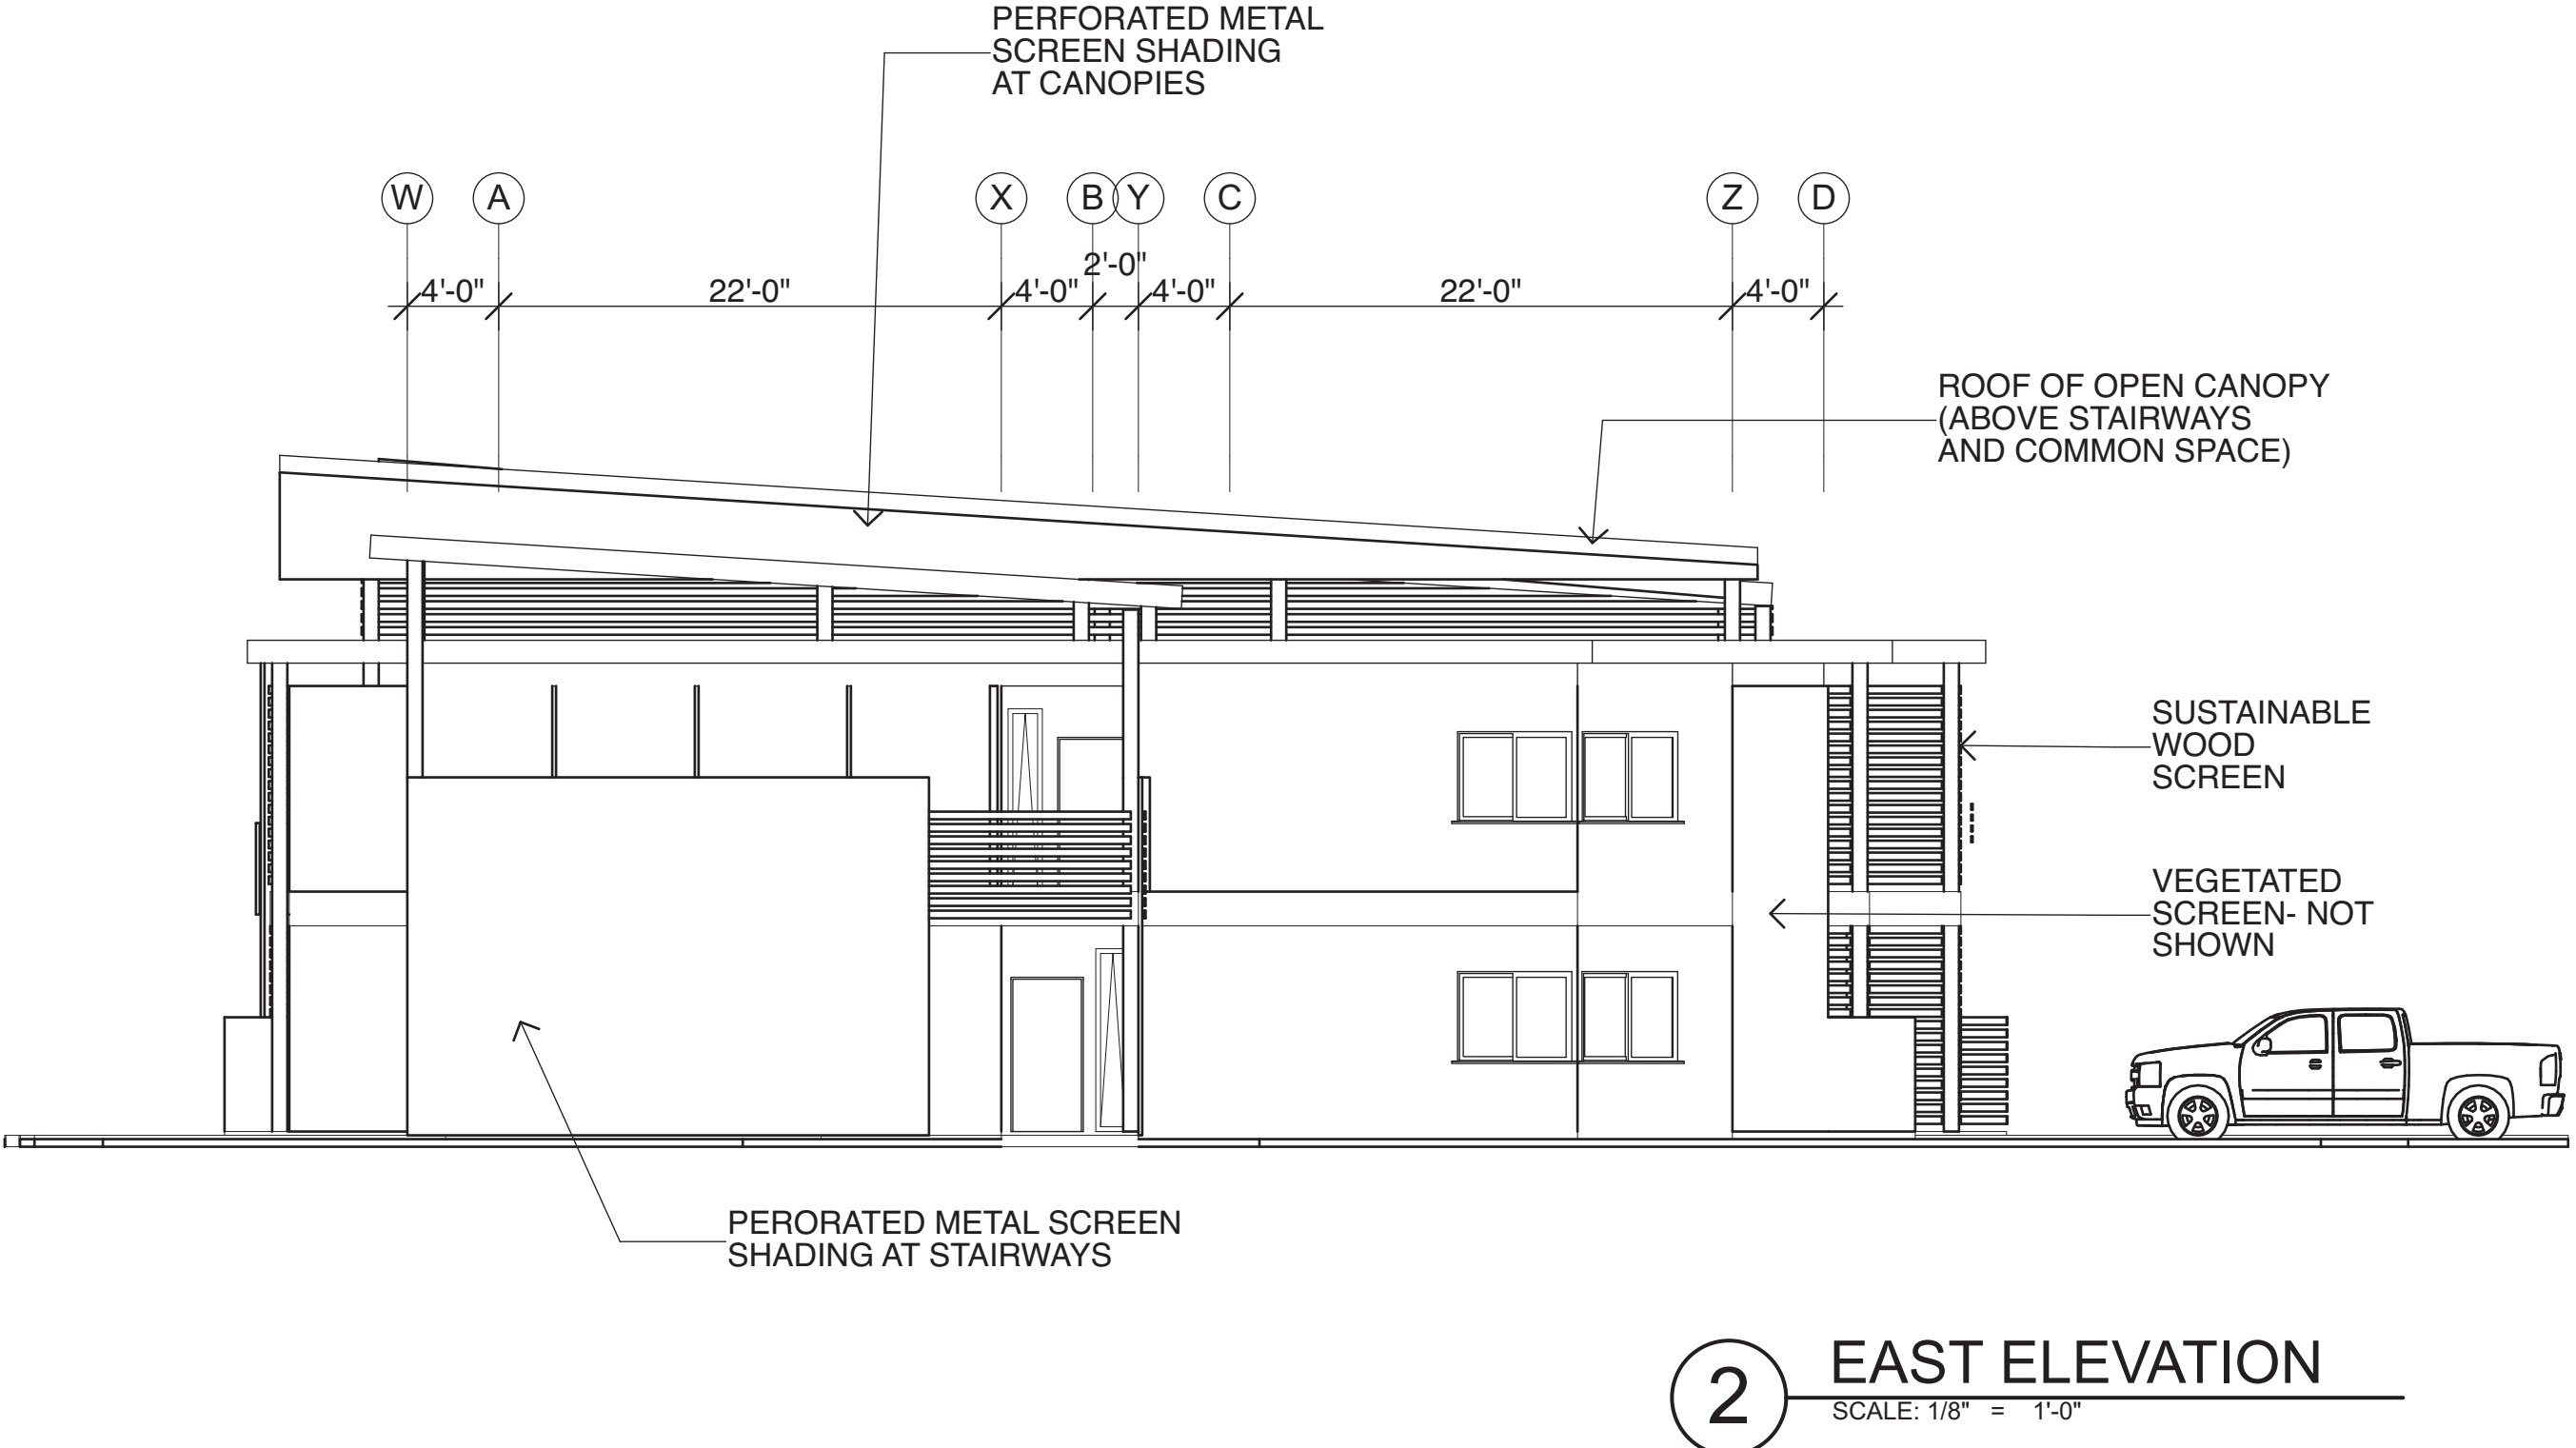 PERFORATED METAL
SCREEN SHADING
AT CANOPIES
W A X B Y C Z D
2'-0"
4'-0" 22'-0" 4'-0" 4'-0" 22'-0" 4'-0"
ROOF OF OPEN CANOPY
(ABOVE STAIRWAYS
AND COMMON SPACE)
SUSTAINABLE
WOOD
SCREEN
VEGETATED
SCREEN- NOT
SHOWN
PERORATED METAL SCREEN
SHADING AT STAIRWAYS
2 EAST ELEVATION
SCALE: 1/8" = 1'-0"